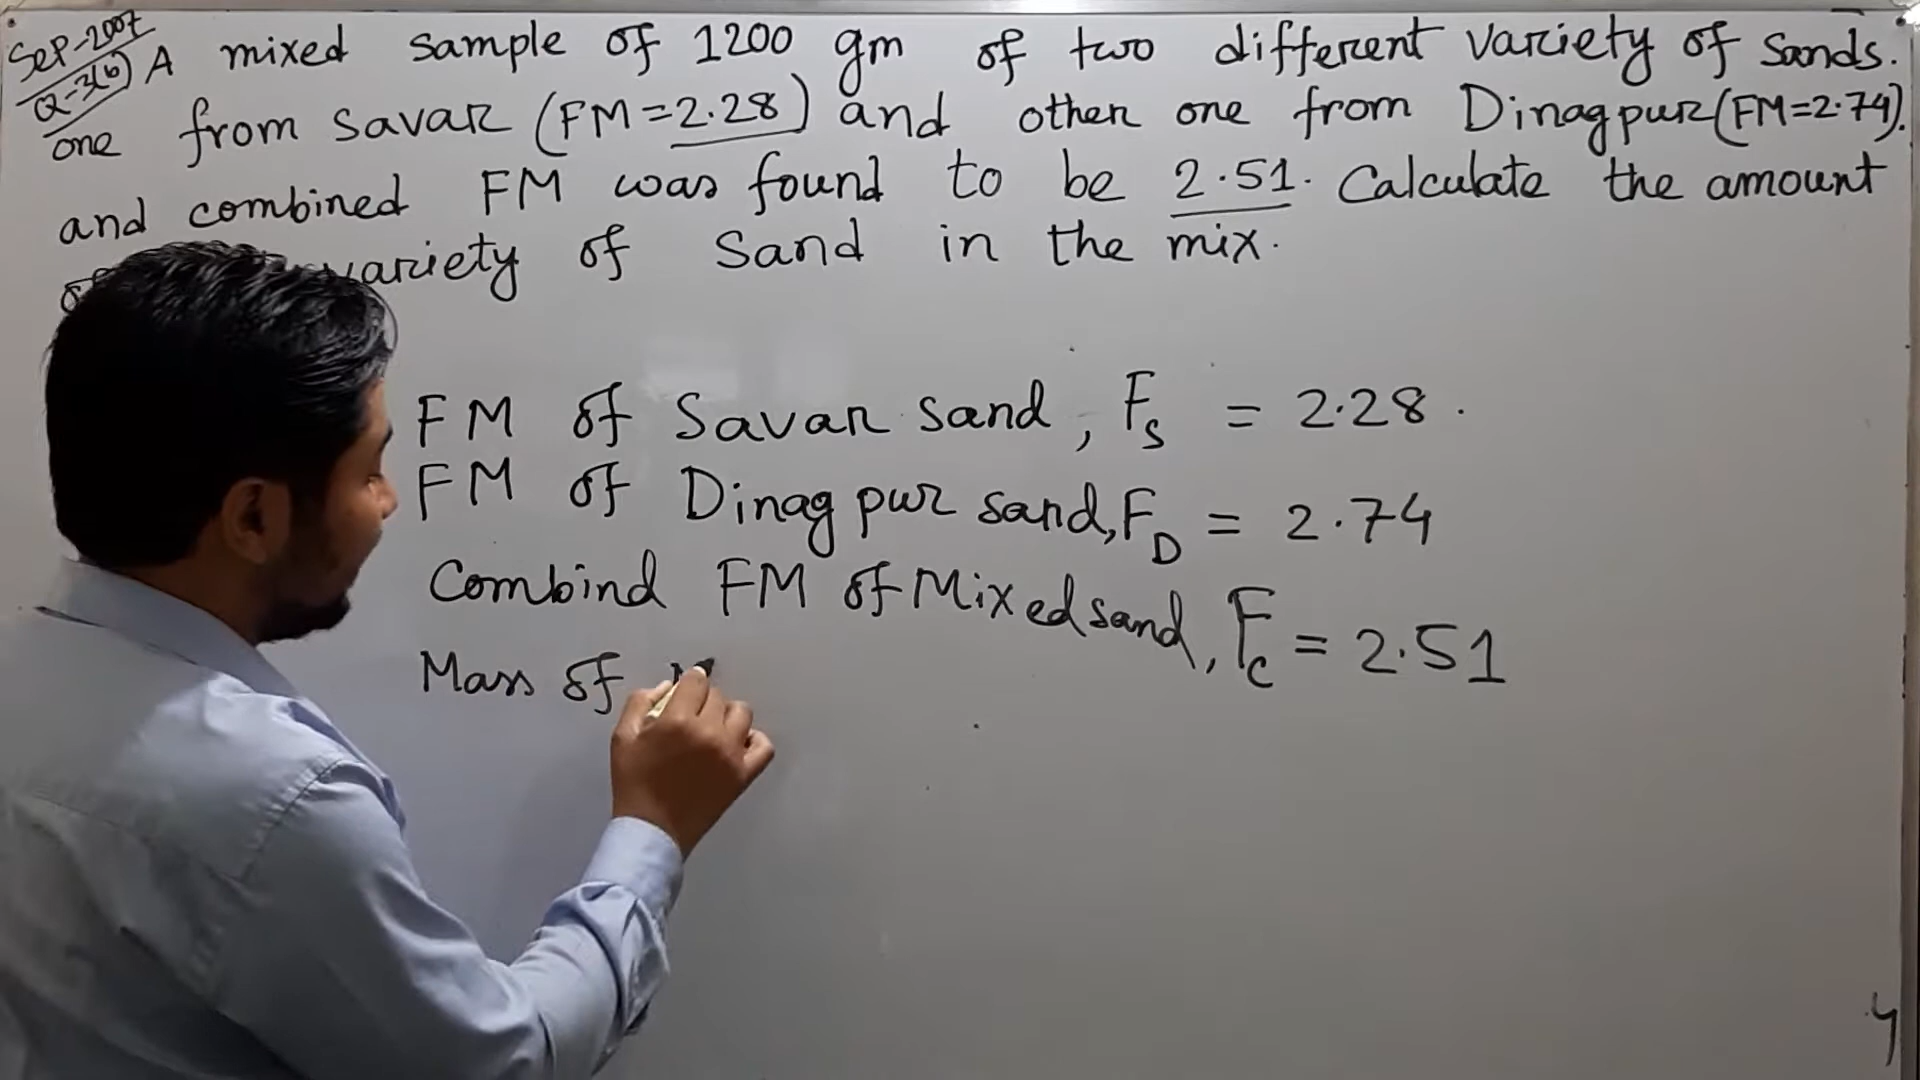 Sep-2007
Q-3(b)
A mixed sample of 1200 gm of two different variety of sands.
one from Savar (FM=2.28) and other one from Dinagpur (FM=2.74).
and combined FM was found to be 2.51. Calculate the amount
variety of Sand in the mix.
FM of Savar sand, Fs = 2.28.
FM of Dinagpur sand, FD = 2.74
Combind FM of Mixed sand, Fc = 2.51
Mass of